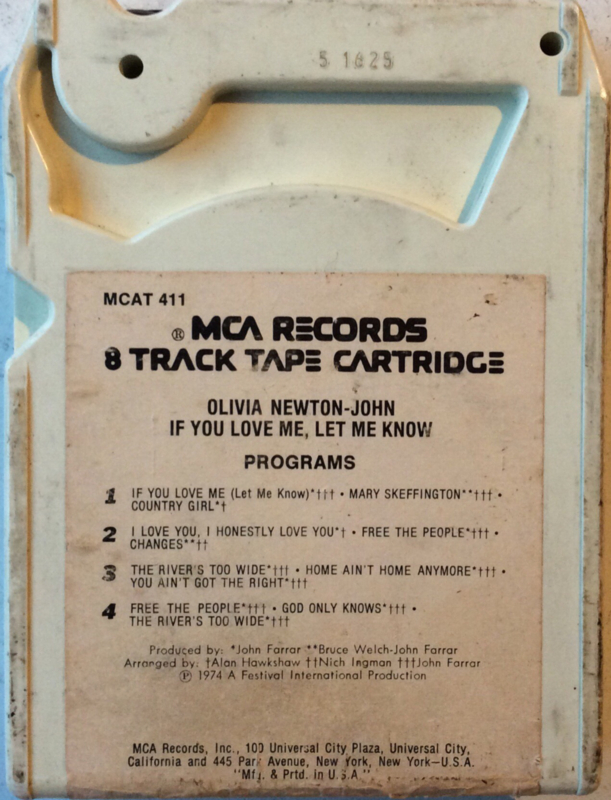 5 1825
MCAT 411
® MCA RECORDS
8 TRACK TAPE CARTRIDGE
OLIVIA NEWTON-JOHN
IF YOU LOVE ME, LET ME KNOW
PROGRAMS
1 IF YOU LOVE ME (Let Me Know)*††† • MARY SKEFFINGTON**††† •
COUNTRY GIRL*†
2 I LOVE YOU, I HONESTLY LOVE YOU*† • FREE THE PEOPLE*††† •
CHANGES**††
3 THE RIVER'S TOO WIDE*††† • HOME AIN'T HOME ANYMORE*††† •
YOU AIN'T GOT THE RIGHT*†††
4 FREE THE PEOPLE*††† • GOD ONLY KNOWS*††† •
THE RIVER'S TOO WIDE*†††
Produced by: *John Farrar **Bruce Welch-John Farrar
Arranged by: †Alan Hawkshaw ††Nich Ingman †††John Farrar
℗ 1974 A Festival International Production
MCA Records, Inc., 100 Universal City Plaza, Universal City,
California and 445 Park Avenue, New York, New York—U.S.A.
"Mfg. & Prtd. in U.S.A."